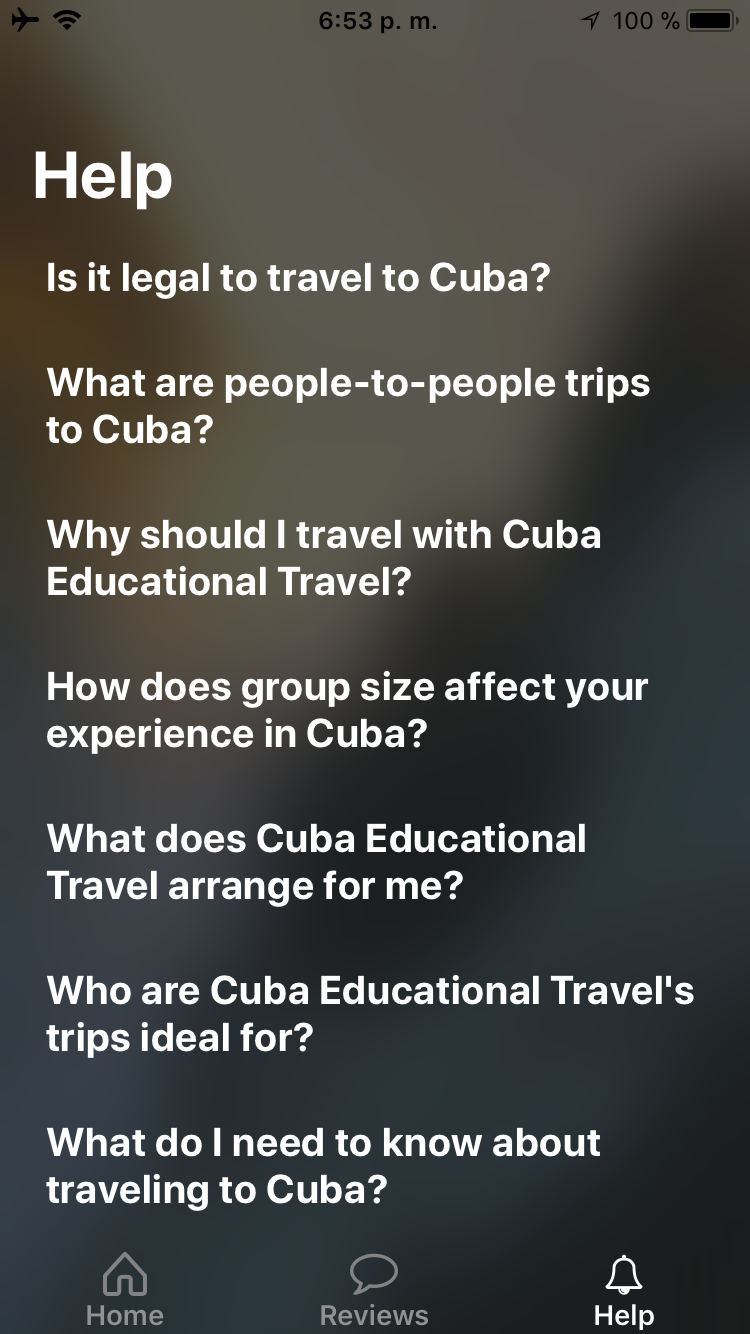 6:53 p. m.
100 %
Help
Is it legal to travel to Cuba?
What are people-to-people trips
to Cuba?
Why should I travel with Cuba
Educational Travel?
How does group size affect your
experience in Cuba?
What does Cuba Educational
Travel arrange for me?
Who are Cuba Educational Travel's
trips ideal for?
What do I need to know about
traveling to Cuba?
Home
Reviews
Help